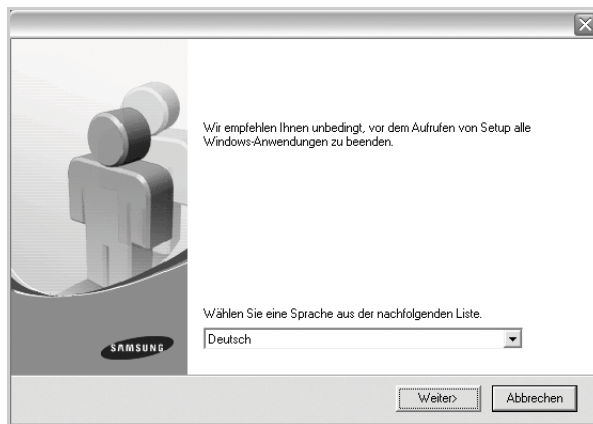 Wir empfehlen Ihnen unbedingt, vor dem Aufrufen von Setup alle
Windows-Anwendungen zu beenden.
Wählen Sie eine Sprache aus der nachfolgenden Liste.
Deutsch
SAMSUNG
Weiter>
Abbrechen